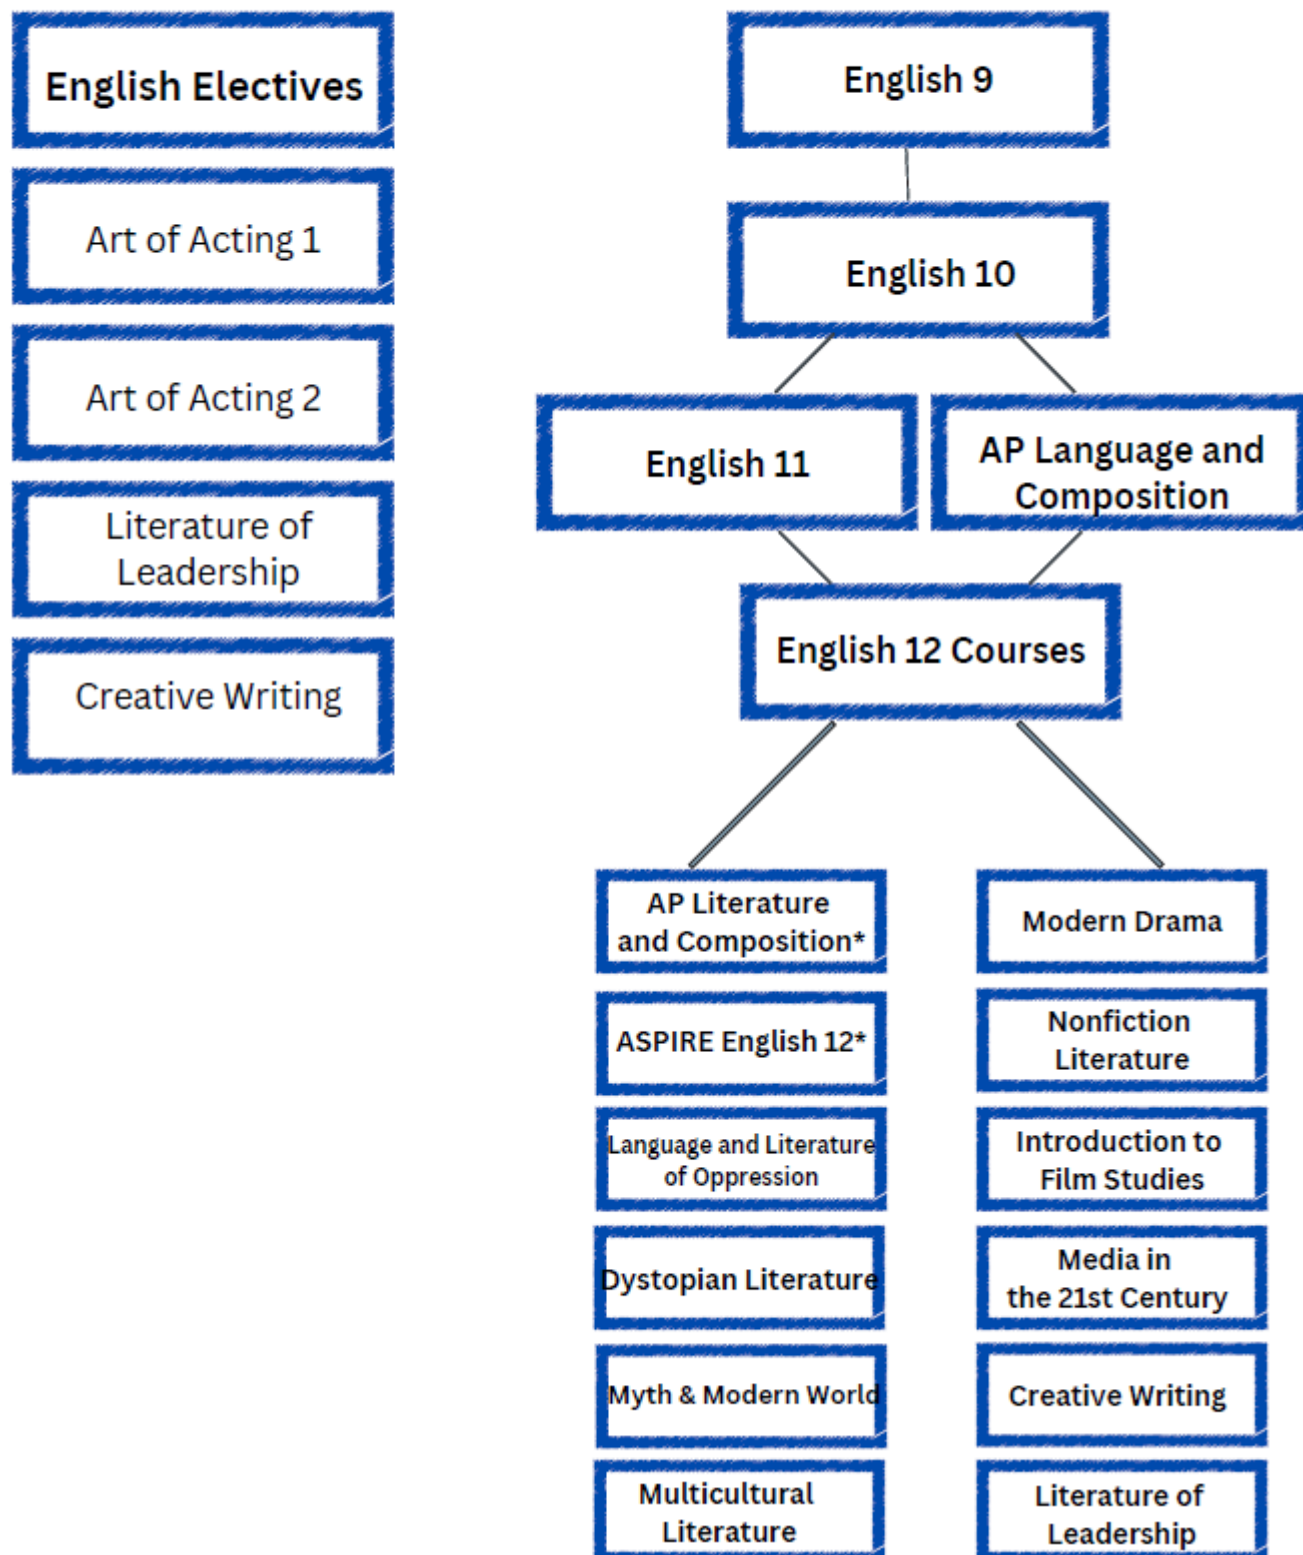 English Electives
Art of Acting 1
Art of Acting 2
Literature of
Leadership
Creative Writing
English 9
English 10
English 11
AP Language and
Composition
English 12 Courses
AP Literature
and Composition*
ASPIRE English 12*
Language and Literature
of Oppression
Dystopian Literature
Myth & Modern World
Multicultural
Literature
Modern Drama
Nonfiction
Literature
Introduction to
Film Studies
Media in
the 21st Century
Creative Writing
Literature of
Leadership